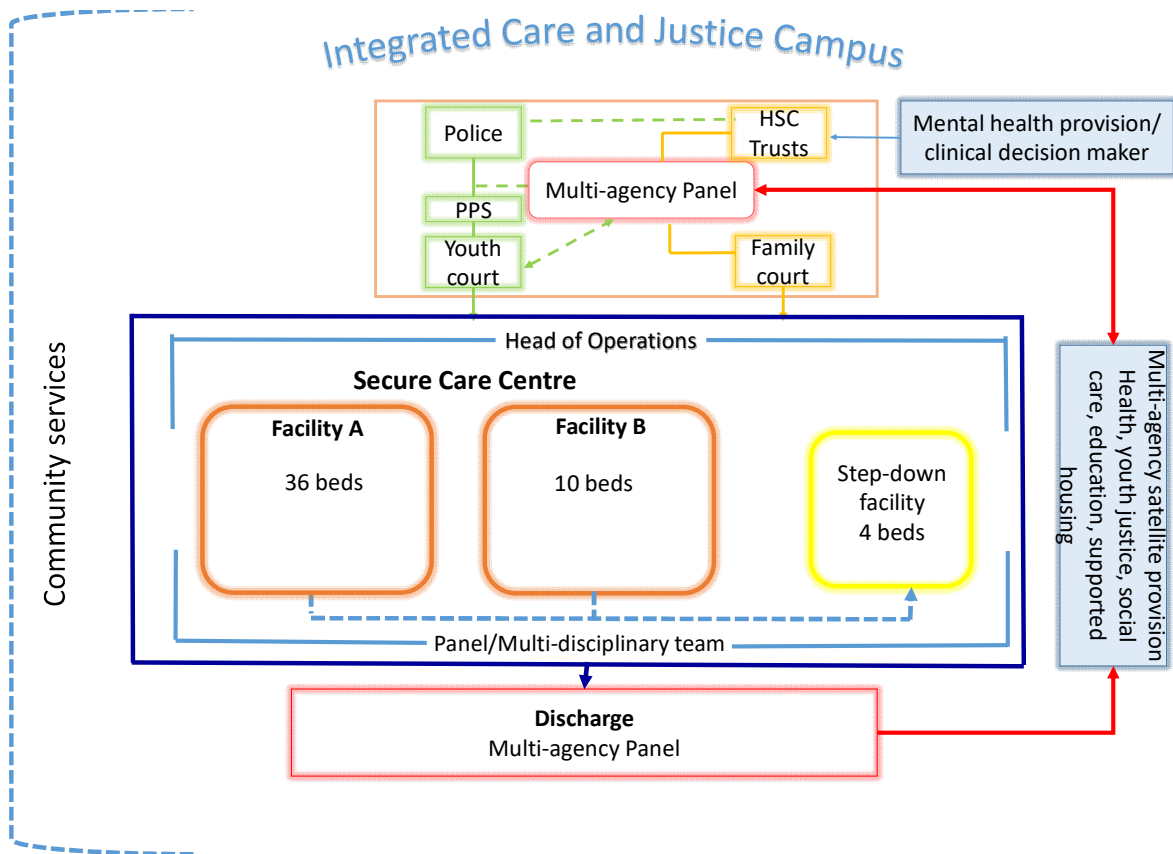 Integrated Care and Justice Campus
Police
HSC
Trusts
Mental health provision/
clinical decision maker
Multi-agency Panel
PPS
Youth
court
Family
court
Community services
Head of Operations
Secure Care Centre
Facility A
36 beds
Facility B
10 beds
Step-down
facility
4 beds
Panel/Multi-disciplinary team
Multi-agency satellite provision
Health, youth justice, social
care, education, supported
housing
Discharge
Multi-agency Panel